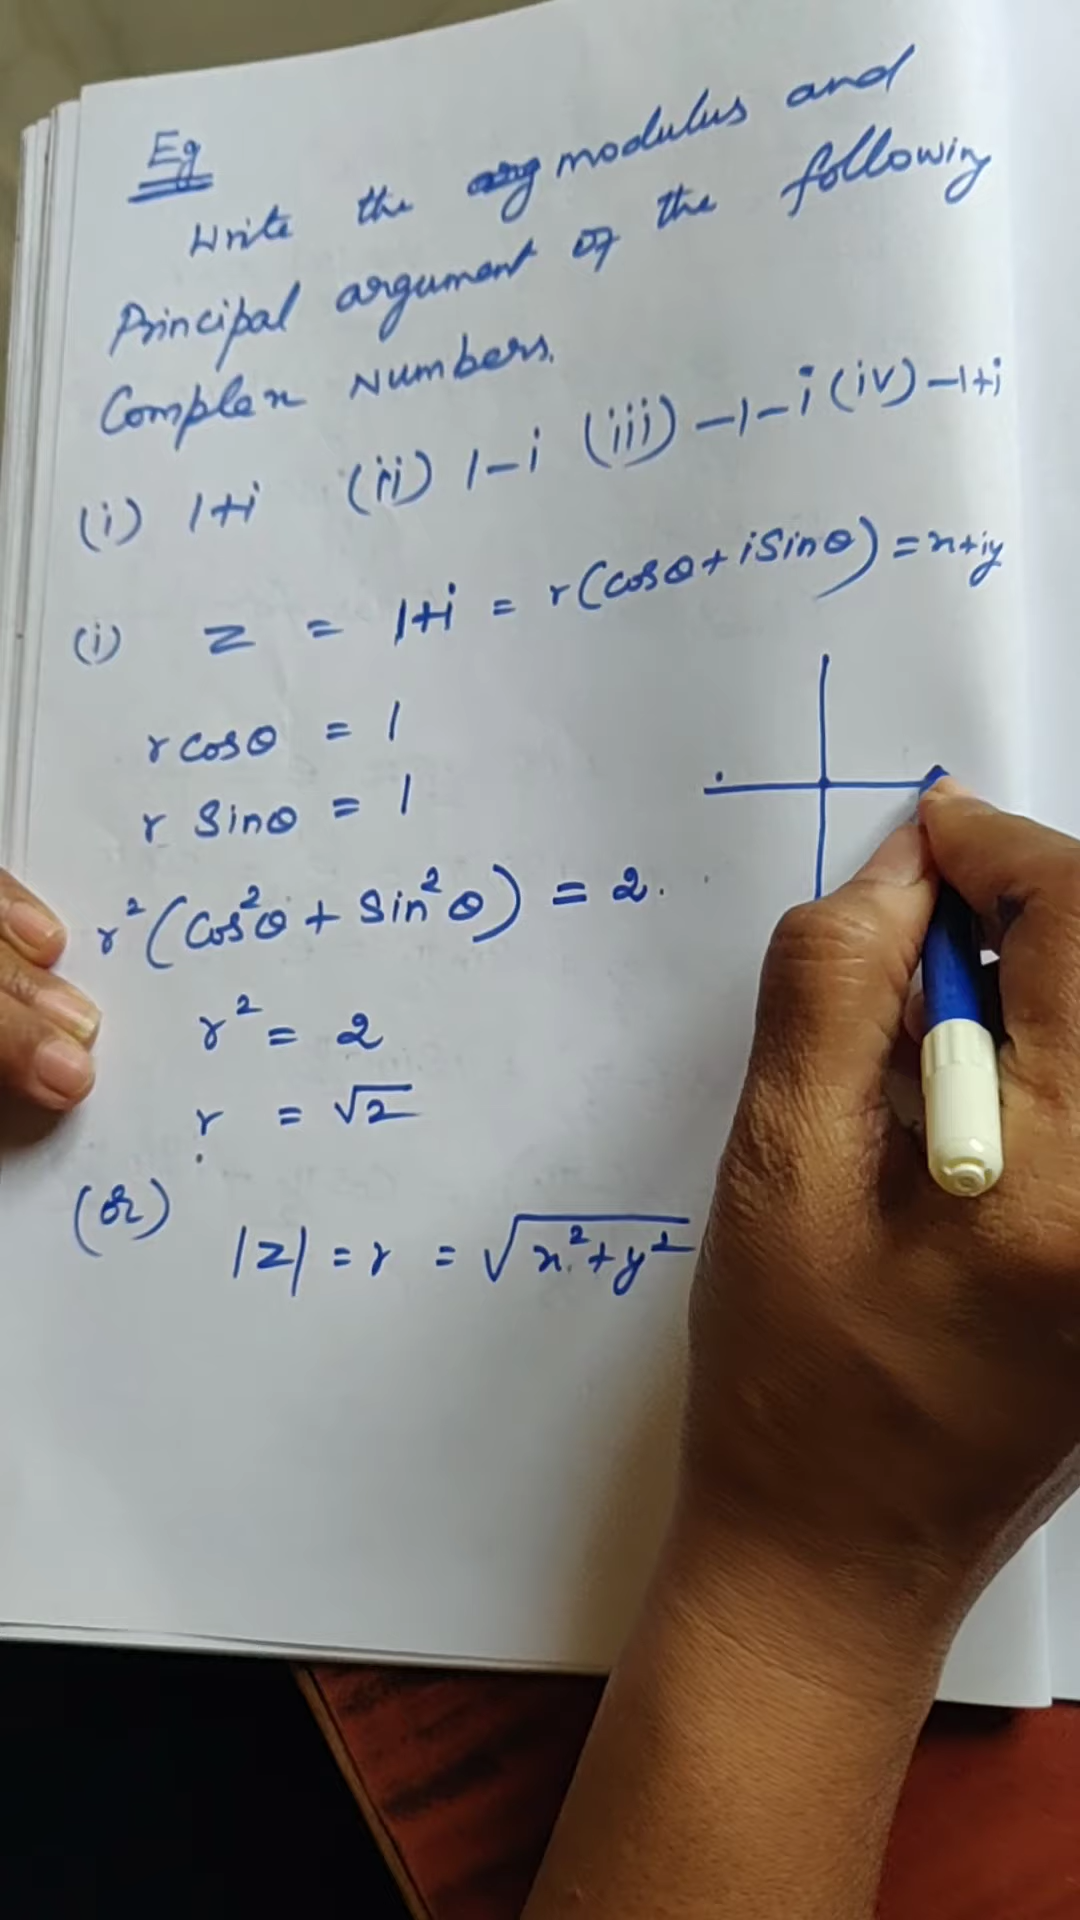 Eg
Write the modulus and
Principal argument of the following
Complex Numbers.
(i) 1+i (ii) 1-i (iii) -1-i (iv) -1+i
(i) z = 1+i = r(cosθ + i sinθ) = x+iy
r cosθ = 1
r sinθ = 1
r²(cos²θ + sin²θ) = 2.
r² = 2
r = √2
(or)
|z| = r = √x²+y²